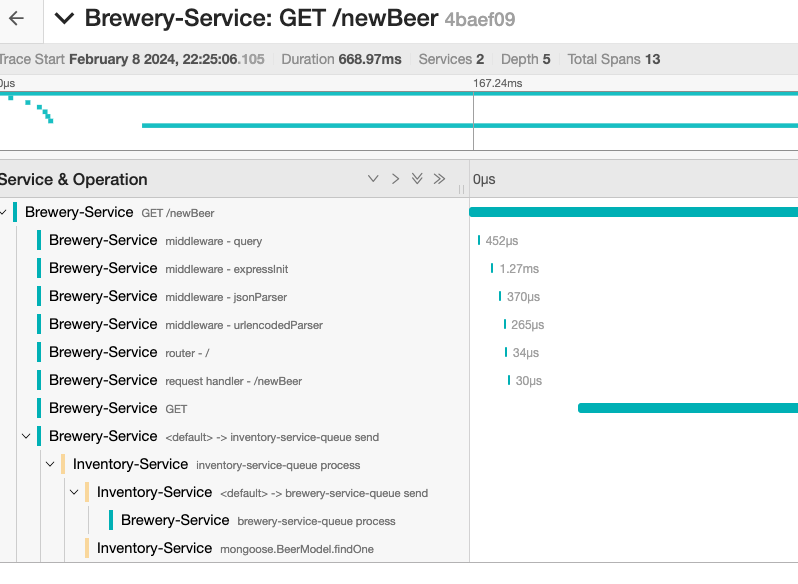 Brewery-Service: GET /newBeer 4baef09
Trace Start February 8 2024, 22:25:06.105 Duration 668.97ms Services 2 Depth 5 Total Spans 13
0μs 167.24ms
Service & Operation 0μs
Brewery-Service GET /newBeer
Brewery-Service middleware - query 452μs
Brewery-Service middleware - expressInit 1.27ms
Brewery-Service middleware - jsonParser 370μs
Brewery-Service middleware - urlencodedParser 265μs
Brewery-Service router - / 34μs
Brewery-Service request handler - /newBeer 30μs
Brewery-Service GET
Brewery-Service <default> -> inventory-service-queue send
Inventory-Service inventory-service-queue process
Inventory-Service <default> -> brewery-service-queue send
Brewery-Service brewery-service-queue process
Inventory-Service mongoose.BeerModel.findOne